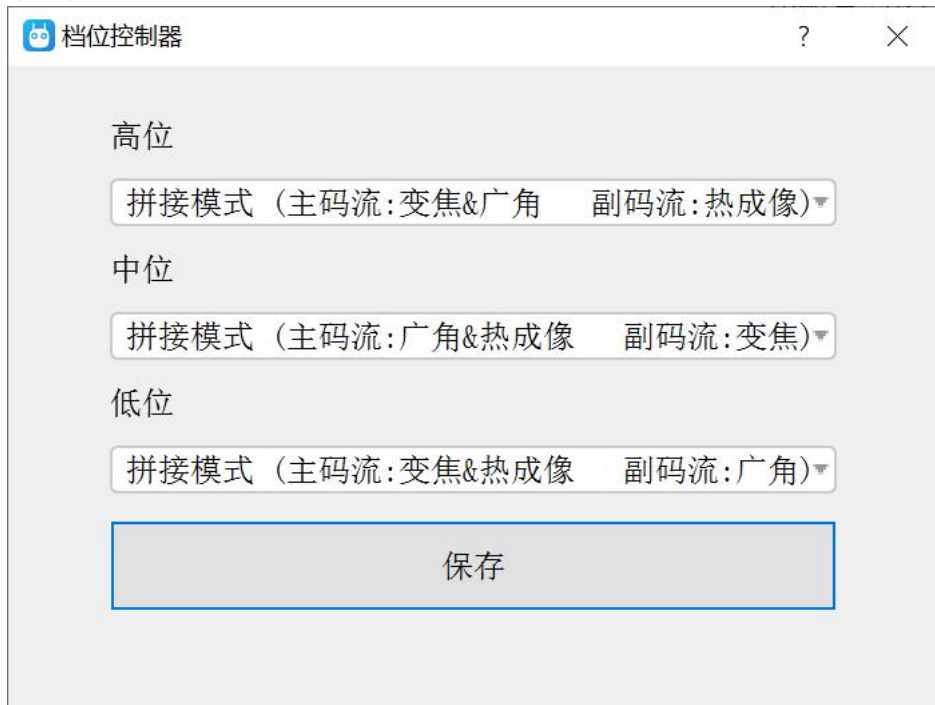 档位控制器 ?
高位
拼接模式 (主码流:变焦&广角 副码流:热成像)
中位
拼接模式 (主码流:广角&热成像 副码流:变焦)
低位
拼接模式 (主码流:变焦&热成像 副码流:广角)
保存